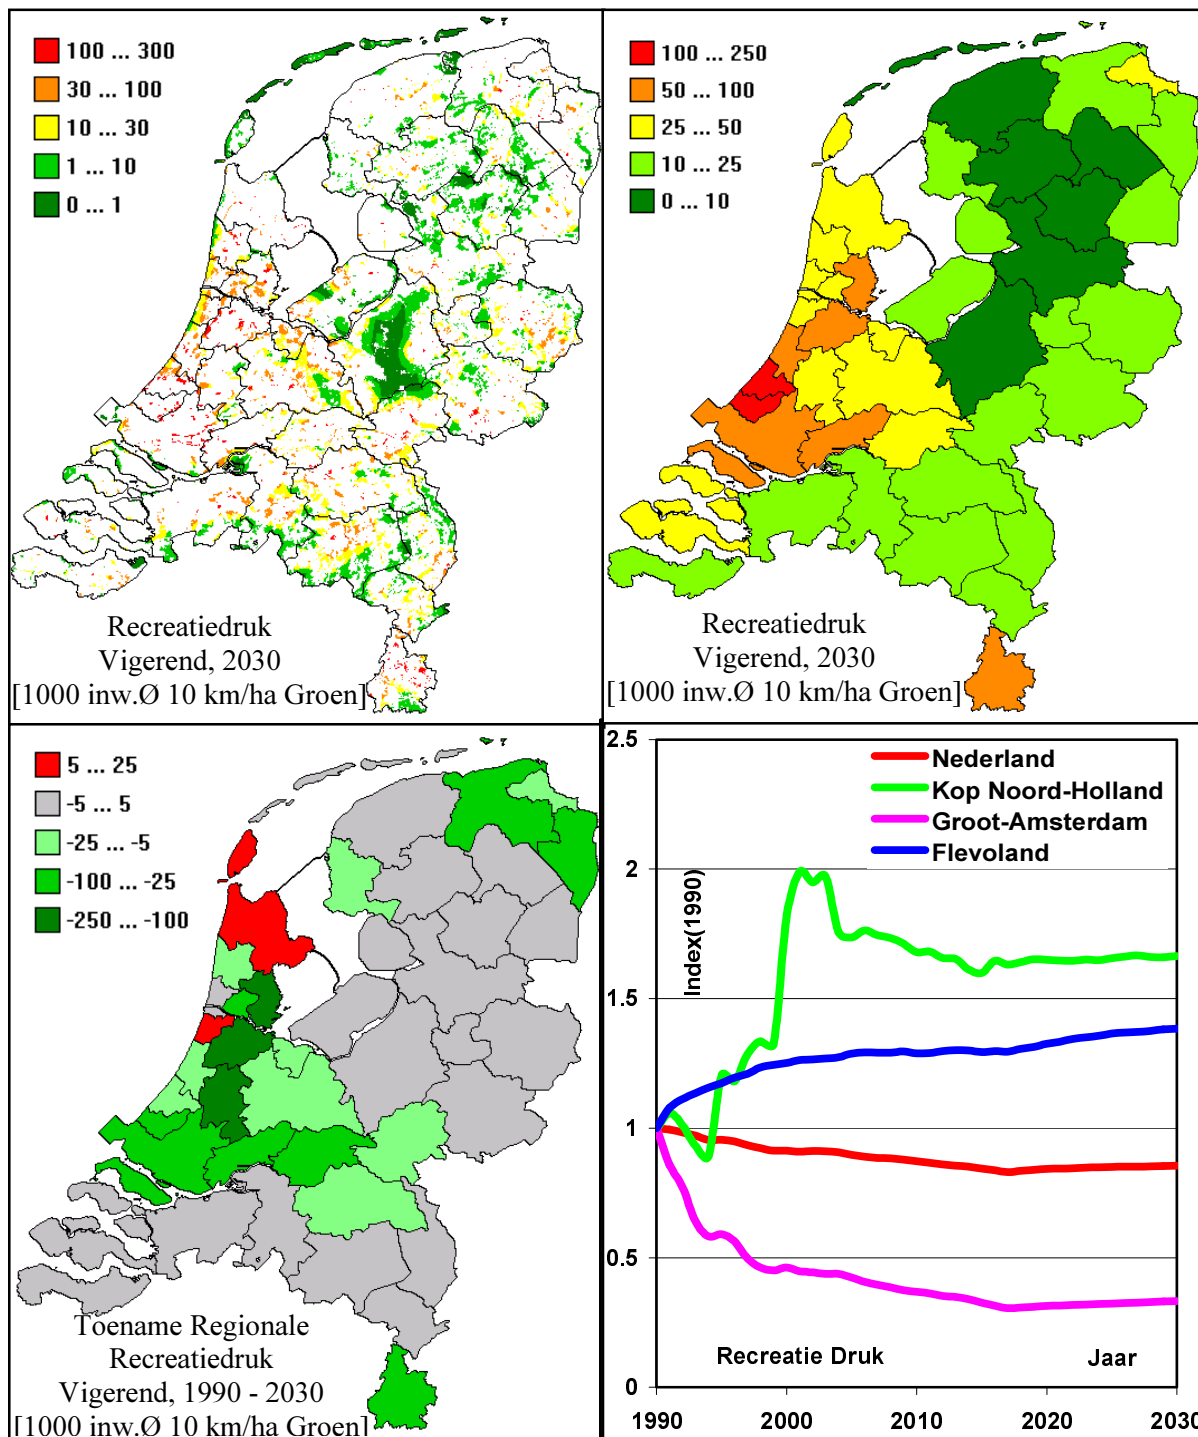 100 ... 300
30 ... 100
10 ... 30
1 ... 10
0 ... 1
Recreatiedruk
Vigerend, 2030
[1000 inw.Ø 10 km/ha Groen]
100 ... 250
50 ... 100
25 ... 50
10 ... 25
0 ... 10
Recreatiedruk
Vigerend, 2030
[1000 inw.Ø 10 km/ha Groen]
5 ... 25
-5 ... 5
-25 ... -5
-100 ... -25
-250 ... -100
Toename Regionale
Recreatiedruk
Vigerend, 1990 - 2030
[1000 inw.Ø 10 km/ha Groen]
2.5
2
1.5
1
0.5
0
Index(1990)
Nederland
Kop Noord-Holland
Groot-Amsterdam
Flevoland
Recreatie Druk
Jaar
1990 2000 2010 2020 2030